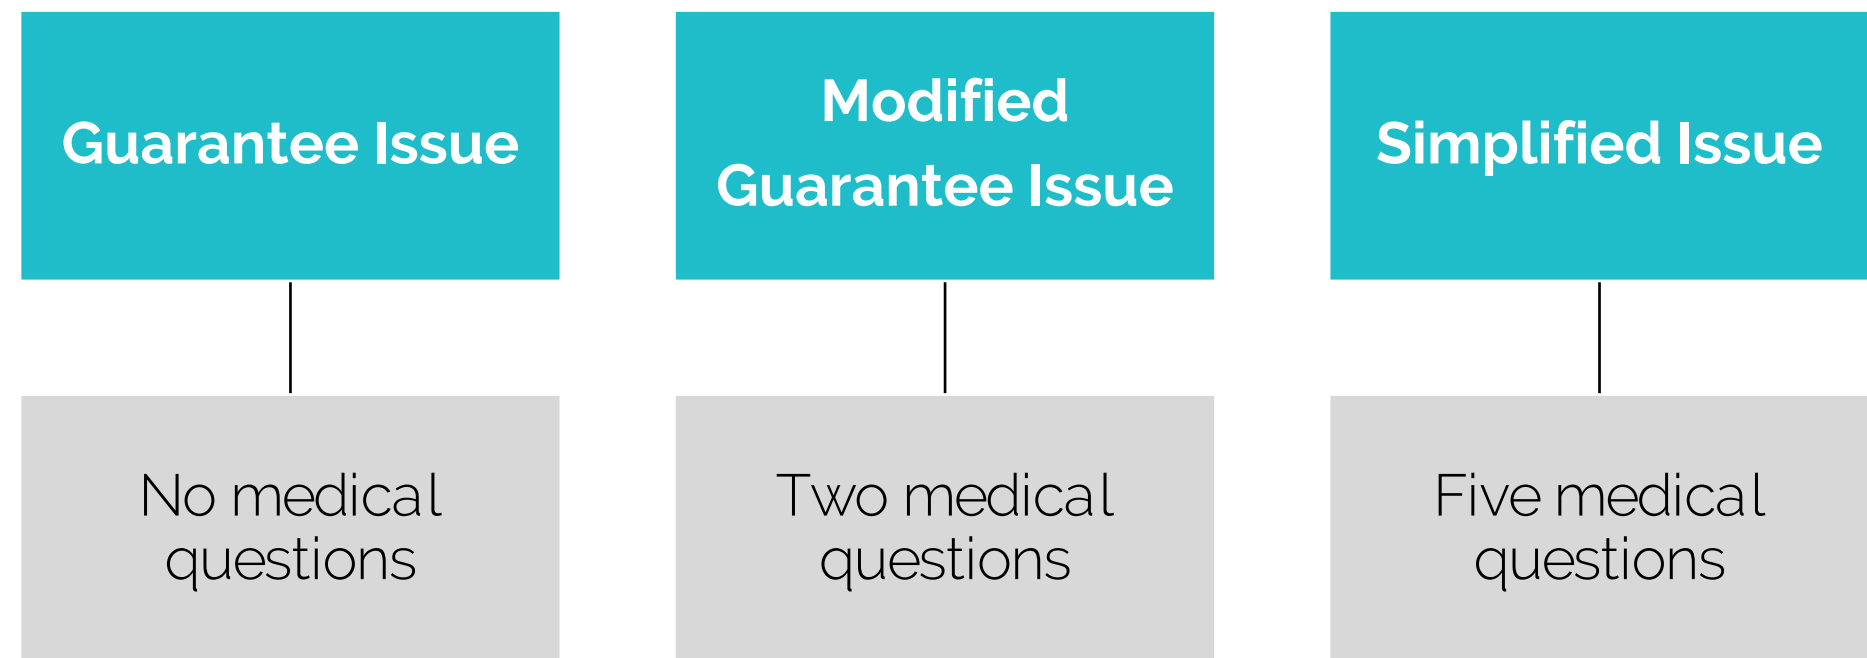 Guarantee Issue
Modified
Guarantee Issue
Simplified Issue
No medical
questions
Two medical
questions
Five medical
questions